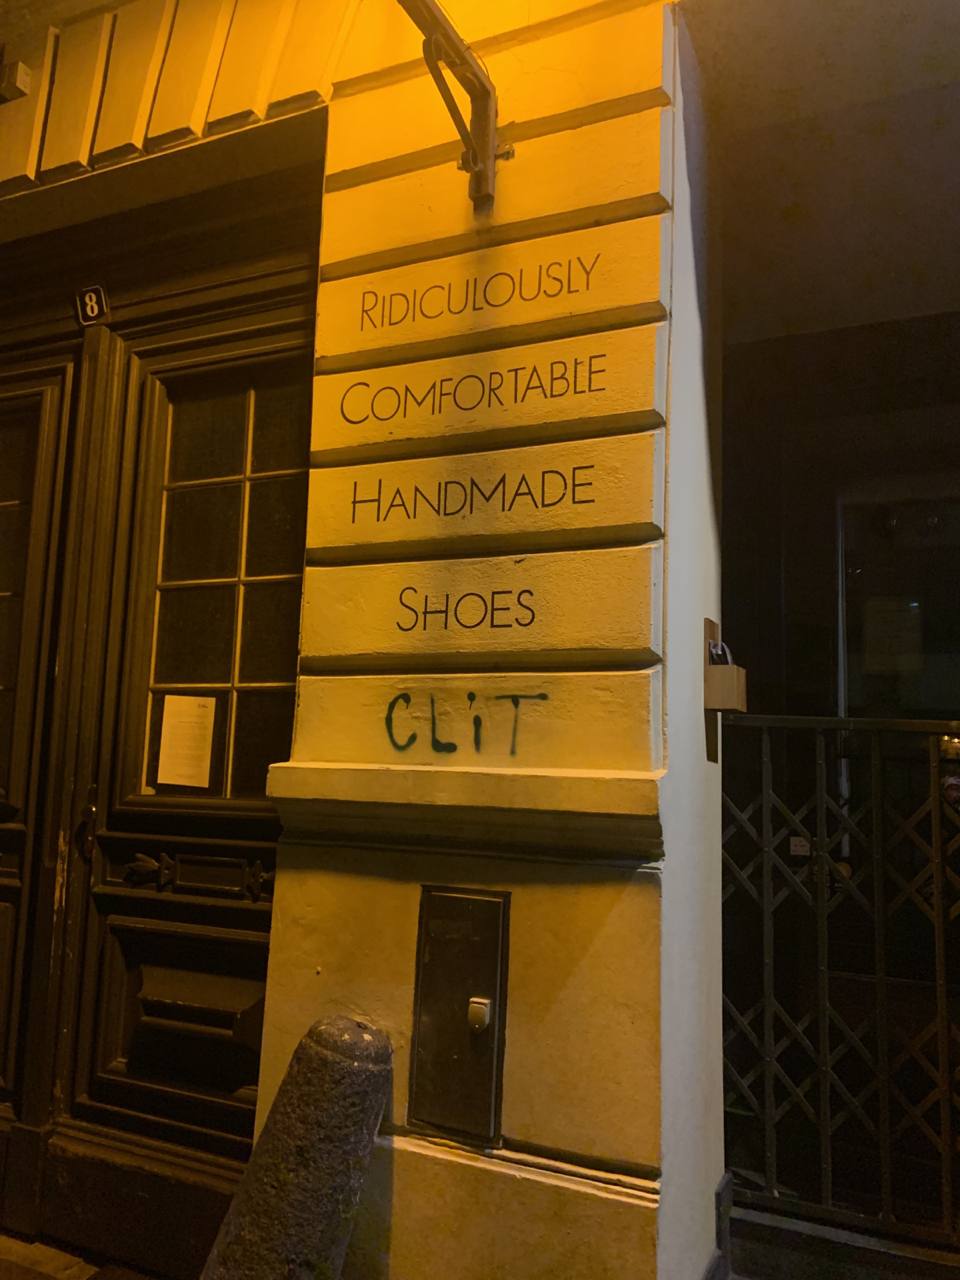 8
RIDICULOUSLY
COMFORTABLE
HANDMADE
SHOES
CLiT